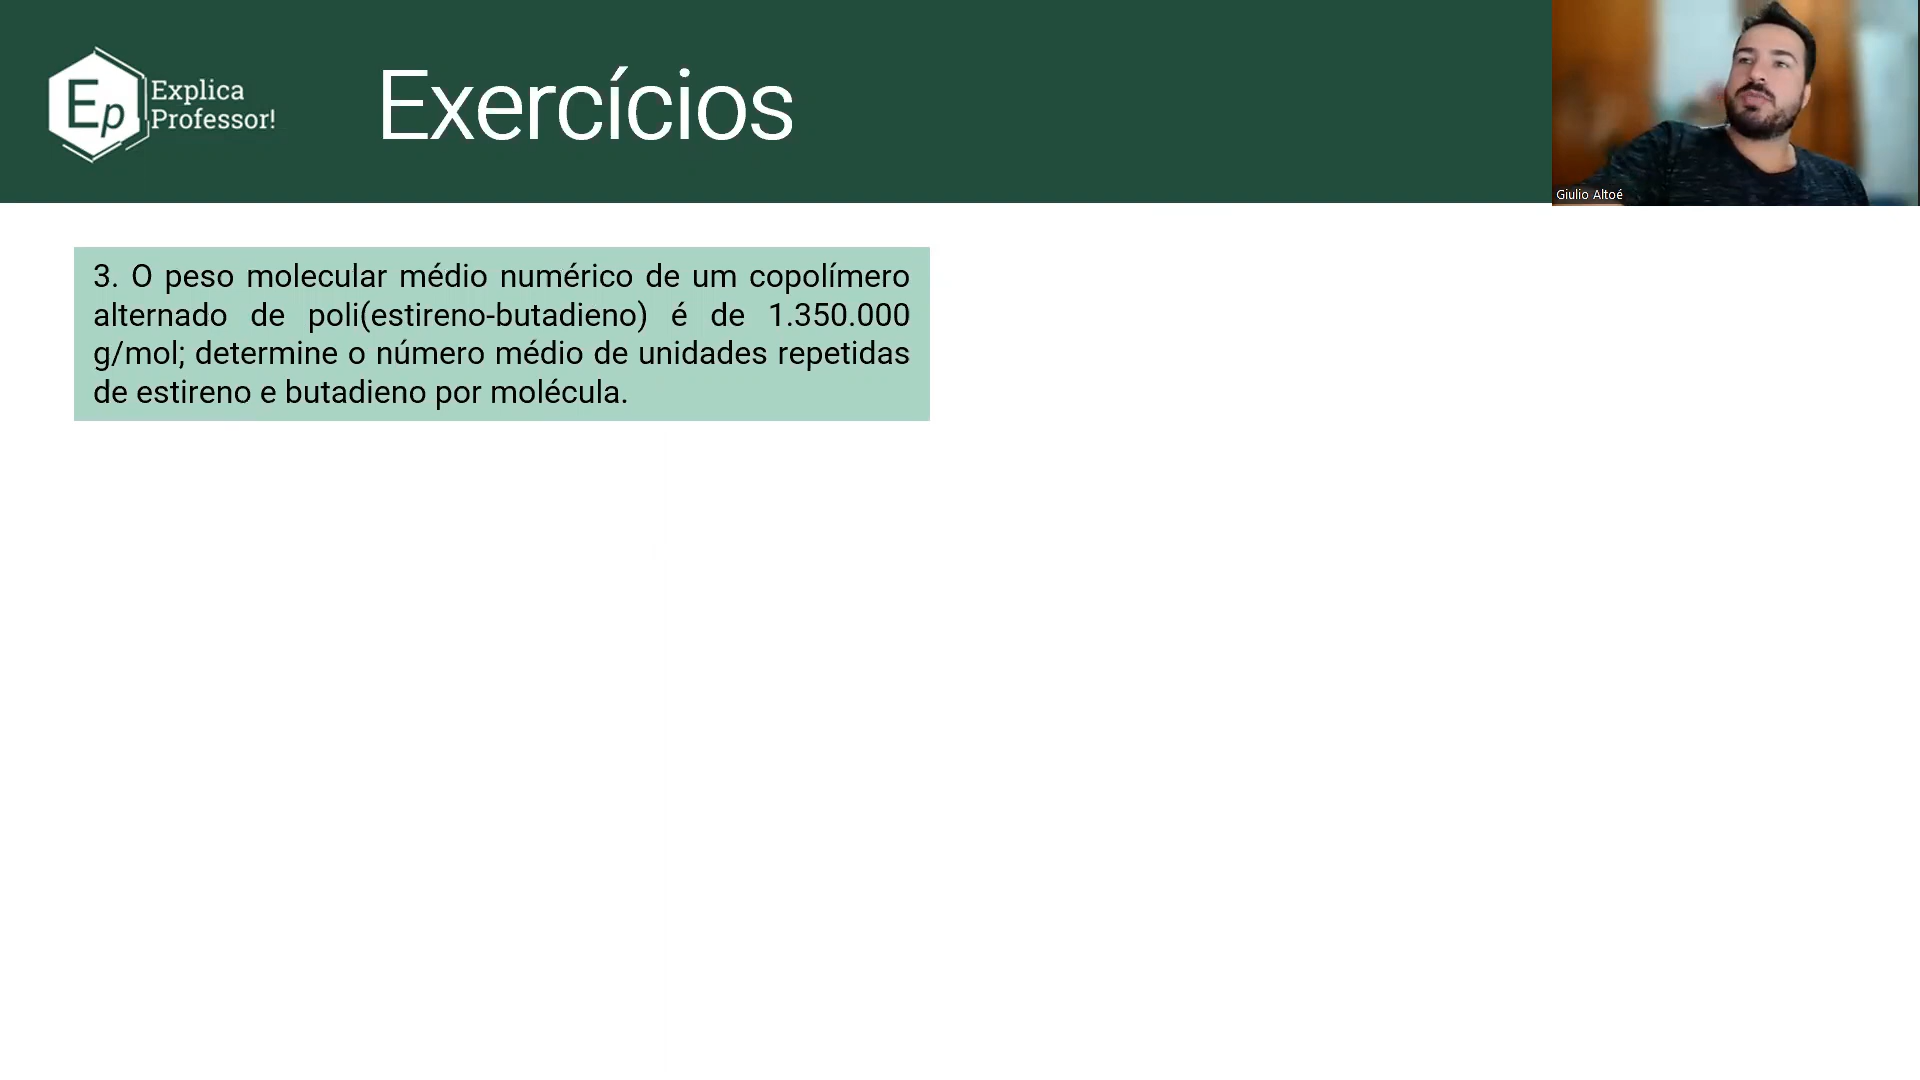 Ep
Explica
Professor!
Exercícios
Giulio Altoé
3. O peso molecular médio numérico de um copolímero
alternado de poli(estireno-butadieno) é de 1.350.000
g/mol; determine o número médio de unidades repetidas
de estireno e butadieno por molécula.